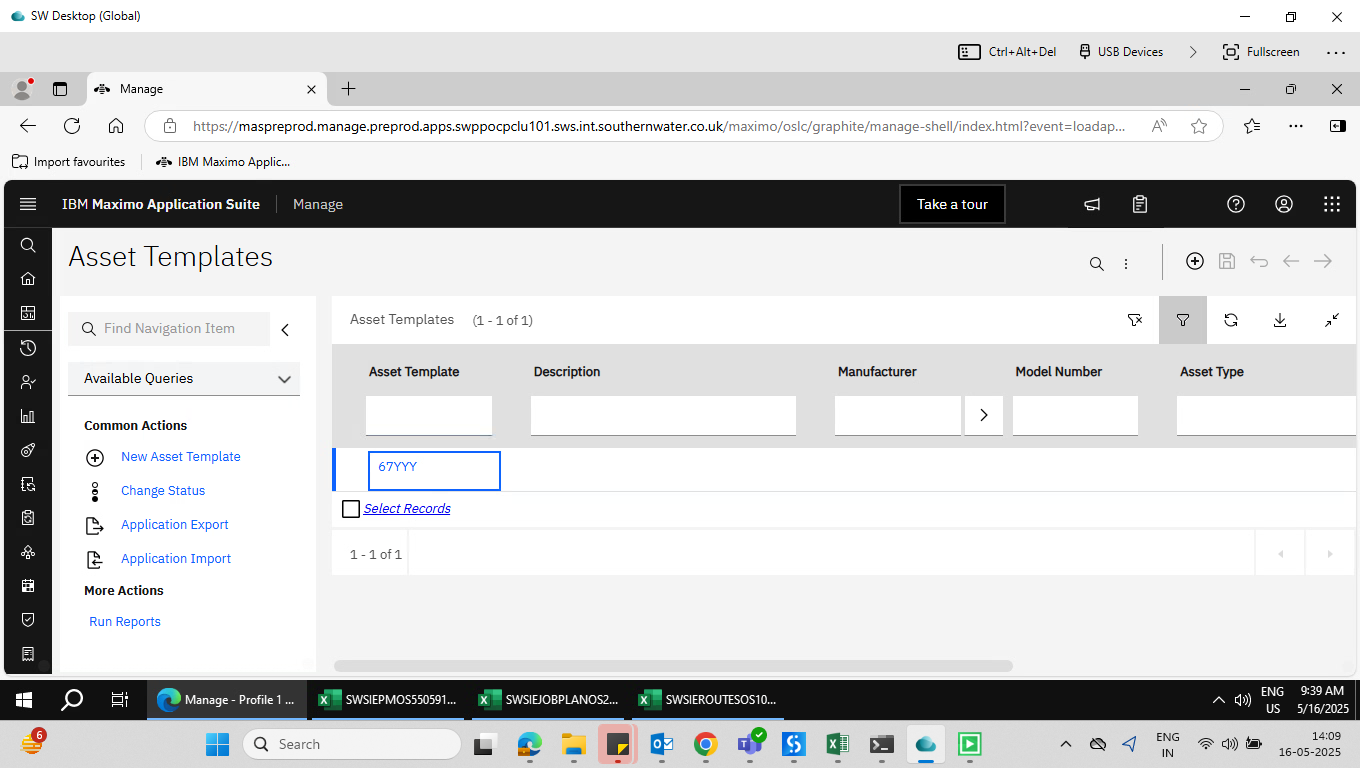 SW Desktop (Global)
Ctrl+Alt+Del
USB Devices
Fullscreen
Manage
https://maspreprod.manage.preprod.apps.swppocpclu101.sws.int.southernwater.co.uk/maximo/oslc/graphite/manage-shell/index.html?event=loadap...
Import favourites
IBM Maximo Applic...
IBM Maximo Application Suite
Manage
Take a tour
Asset Templates
Find Navigation Item
Available Queries
Common Actions
New Asset Template
Change Status
Application Export
Application Import
More Actions
Run Reports
Asset Templates (1 - 1 of 1)
Asset Template Description Manufacturer Model Number Asset Type
67YYY
Select Records
1 - 1 of 1
Manage - Profile 1 ...
SWSIEPMOS550591...
SWSIEJOBPLANOS2...
SWSIEROUTESOS10...
ENG
US
9:39 AM
5/16/2025
6
Search
ENG
IN
14:09
16-05-2025